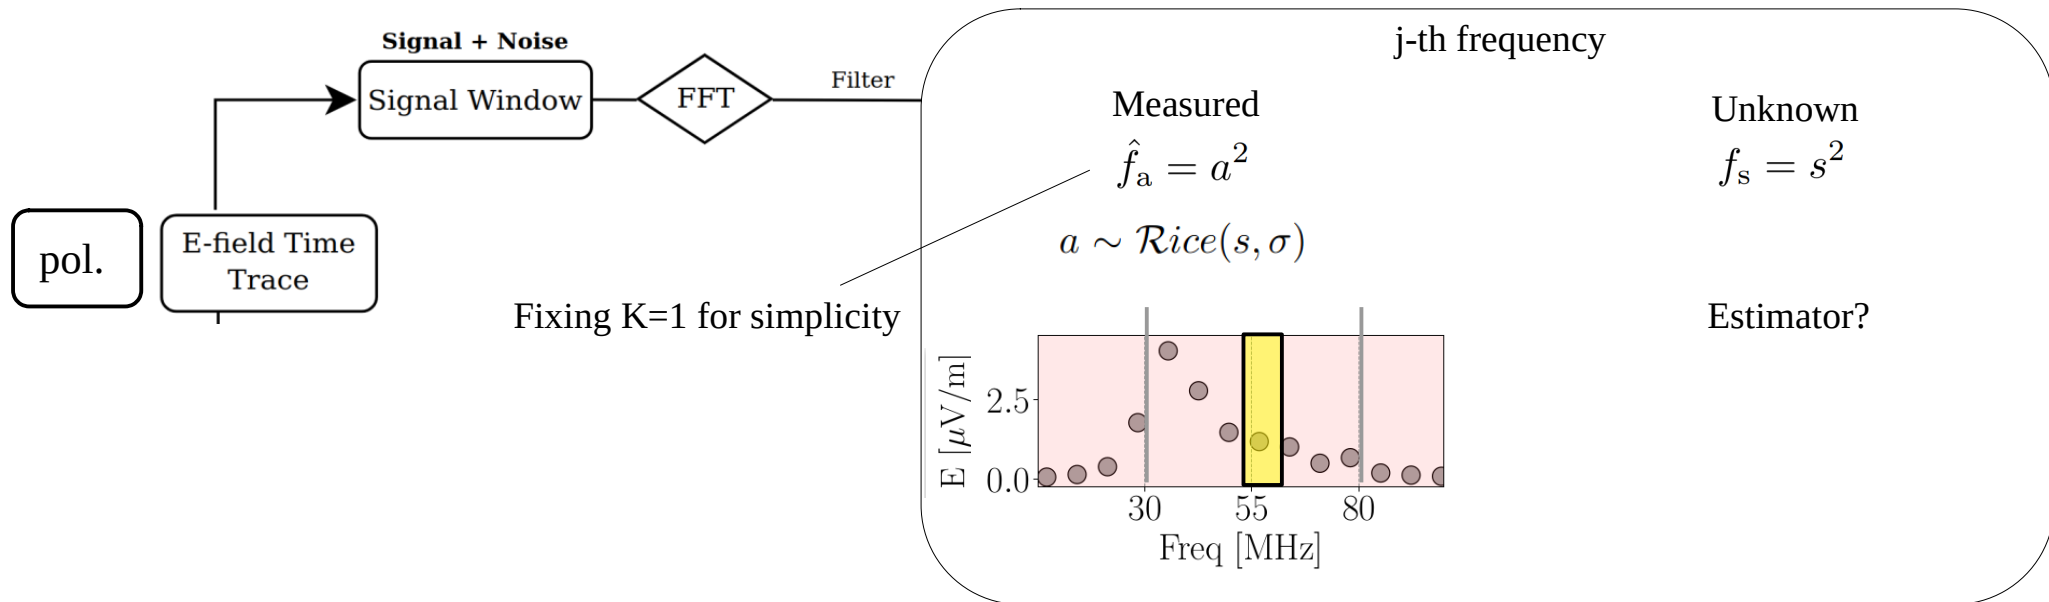 j-th frequency
Signal + Noise
Signal Window
FFT
Filter
Measured
Unknown
f̂ₐ = a²
fₛ = s²
pol.
E-field Time
Trace
a ∼ Rice(s, σ)
Fixing K=1 for simplicity
Estimator?
E [μV/m]
2.5
0.0
30 55 80
Freq [MHz]